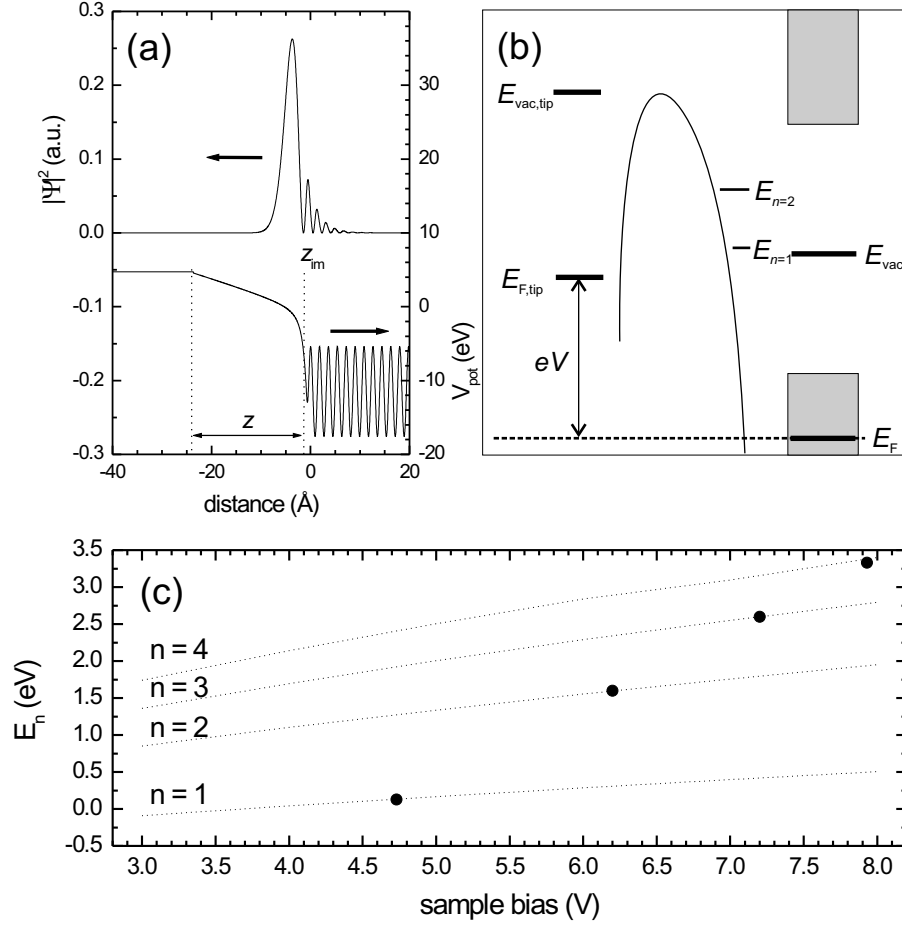 (a)
0.3
0.2
0.1
0.0
-0.1
-0.2
-0.3
|Ψ|² (a.u.)
30
20
10
0
-10
-20
V_pot (eV)
z_im
z
-40 -20 0 20
distance (Å)
(b)
E_vac,tip
E_n=2
E_n=1
E_vac
E_F,tip
eV
E_F
(c)
3.5
3.0
2.5
2.0
1.5
1.0
0.5
0.0
-0.5
E_n (eV)
n = 4
n = 3
n = 2
n = 1
3.0 3.5 4.0 4.5 5.0 5.5 6.0 6.5 7.0 7.5 8.0
sample bias (V)